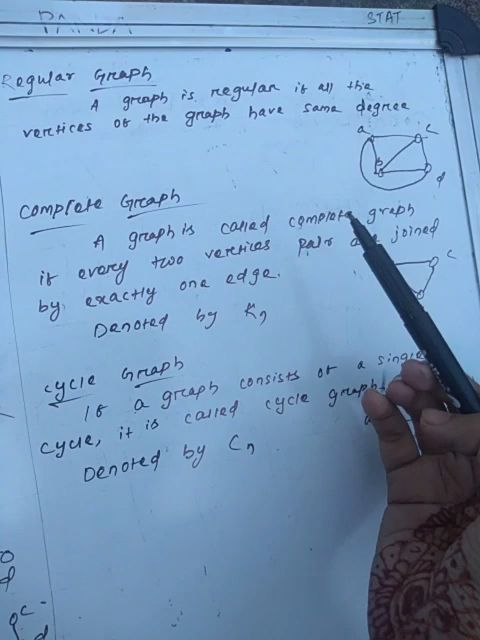 STAT
Regular Graph
A graph is regular if all the
vertices of the graph have same degree
a c
d
Complete Graph
A graph is called complete graph
if every two vertices pair are joined
by exactly one edge.
c
Denoted by Kn
Cycle Graph
If a graph consists of a single
cycle, it is called cycle graph.
Denoted by Cn